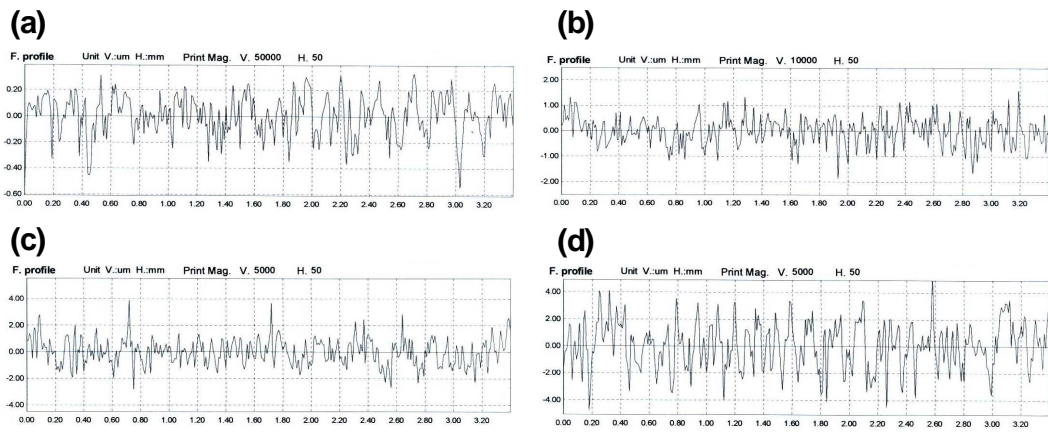 (a)
F. profile Unit V.:um H.:mm Print Mag. V. 50000 H. 50
0.20
0.00
-0.20
-0.40
-0.60
0.00 0.20 0.40 0.60 0.80 1.00 1.20 1.40 1.60 1.80 2.00 2.20 2.40 2.60 2.80 3.00 3.20
(b)
F. profile Unit V.:um H.:mm Print Mag. V. 10000 H. 50
2.00
1.00
0.00
-1.00
-2.00
0.00 0.20 0.40 0.60 0.80 1.00 1.20 1.40 1.60 1.80 2.00 2.20 2.40 2.60 2.80 3.00 3.20
(c)
F. profile Unit V.:um H.:mm Print Mag. V. 5000 H. 50
4.00
2.00
0.00
-2.00
-4.00
0.00 0.20 0.40 0.60 0.80 1.00 1.20 1.40 1.60 1.80 2.00 2.20 2.40 2.60 2.80 3.00 3.20
(d)
F. profile Unit V.:um H.:mm Print Mag. V. 5000 H. 50
4.00
2.00
0.00
-2.00
-4.00
0.00 0.20 0.40 0.60 0.80 1.00 1.20 1.40 1.60 1.80 2.00 2.20 2.40 2.60 2.80 3.00 3.20